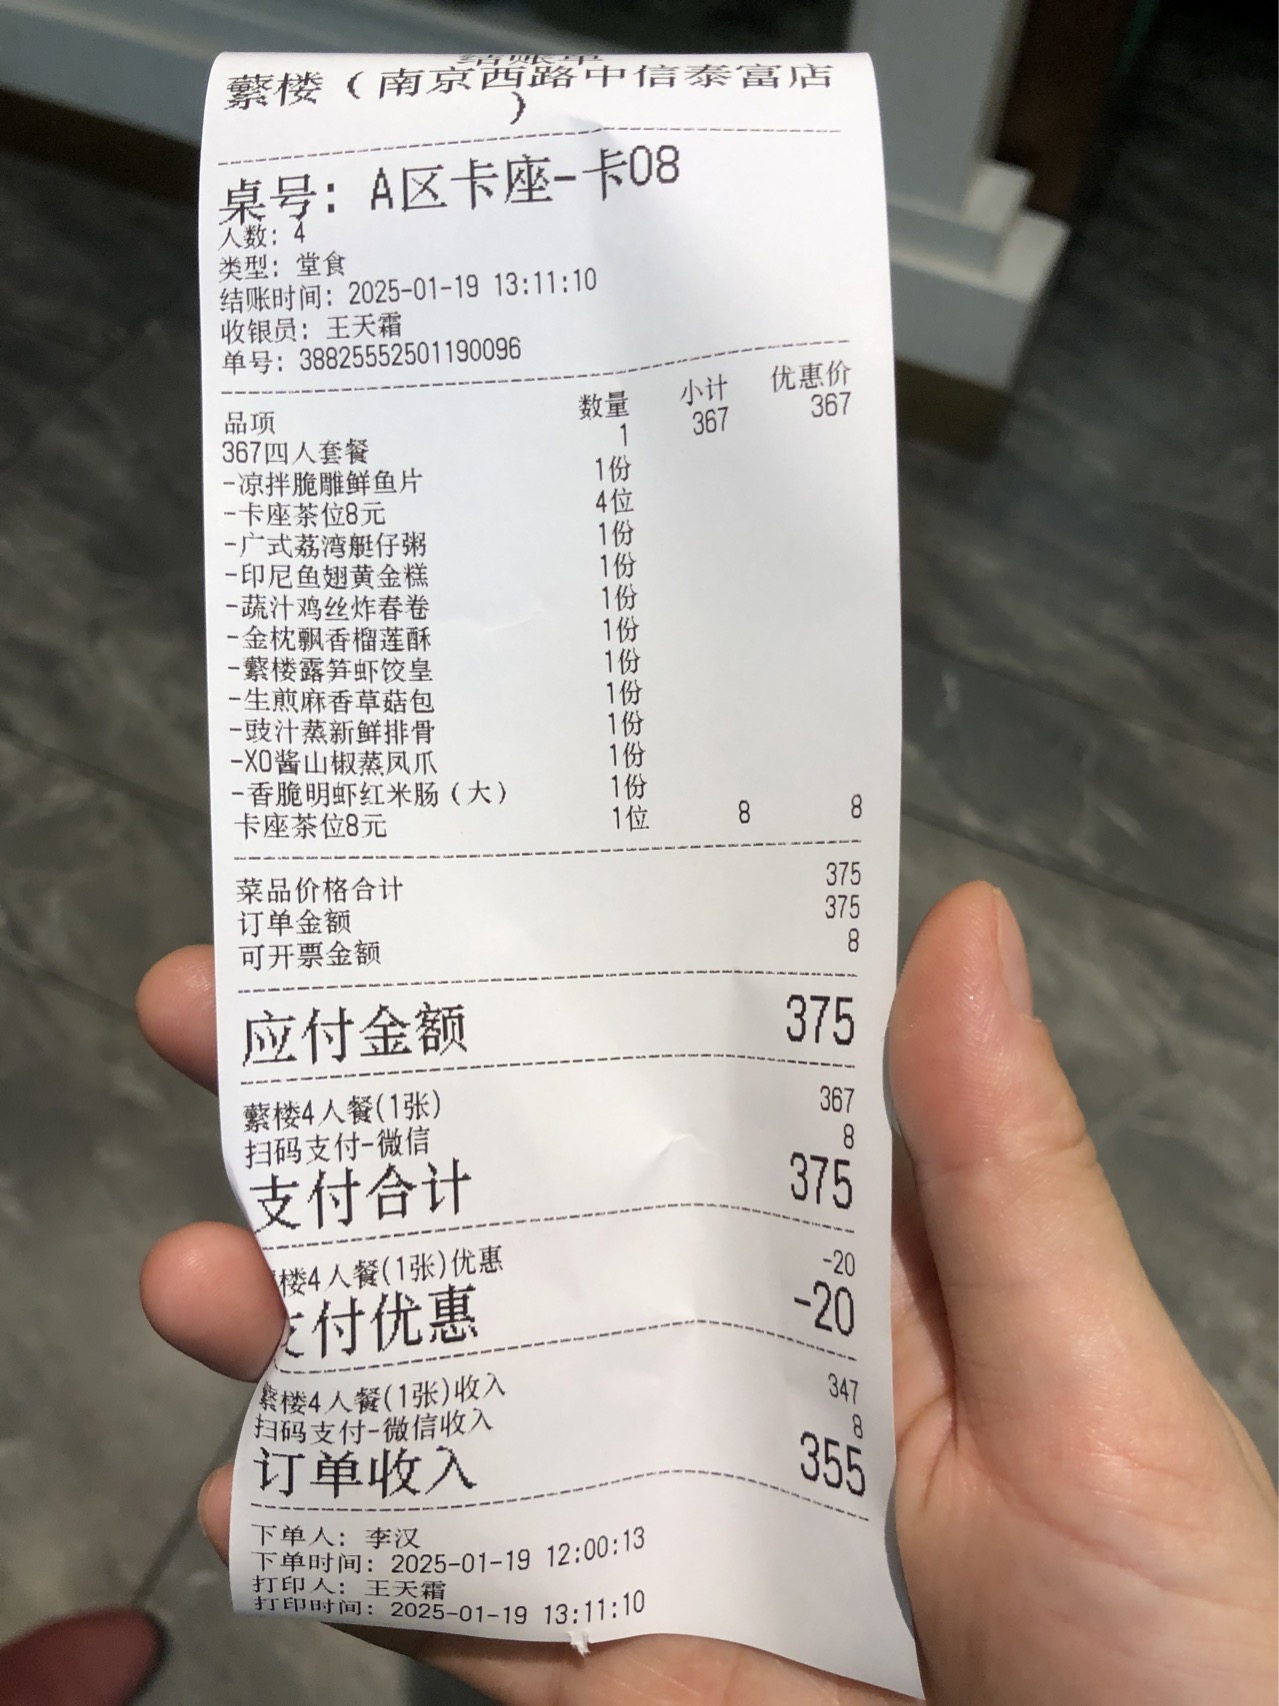 结账单
蘩楼（南京西路中信泰富店
）
桌号：A区卡座-卡08
人数：4
类型：堂食
结账时间：2025-01-19 13:11:10
收银员：王天霜
单号：38825552501190096
品项 数量 小计 优惠价
367四人套餐 1 367 367
-凉拌脆雕鲜鱼片 1份
-卡座茶位8元 4位
-广式荔湾艇仔粥 1份
-印尼鱼翅黄金糕 1份
-蔬汁鸡丝炸春卷 1份
-金枕飘香榴莲酥 1份
-蘩楼露笋虾饺皇 1份
-生煎麻香草菇包 1份
-豉汁蒸新鲜排骨 1份
-XO酱山椒蒸凤爪 1份
-香脆明虾红米肠（大） 1份
卡座茶位8元 1位 8 8
菜品价格合计 375
订单金额 375
可开票金额 8
应付金额 375
蘩楼4人餐(1张) 367
扫码支付-微信 8
支付合计 375
楼4人餐(1张)优惠 -20
支付优惠 -20
蘩楼4人餐(1张)收入 347
扫码支付-微信收入 8
订单收入 355
下单人：李汉
下单时间：2025-01-19 12:00:13
打印人：王天霜
打印时间：2025-01-19 13:11:10